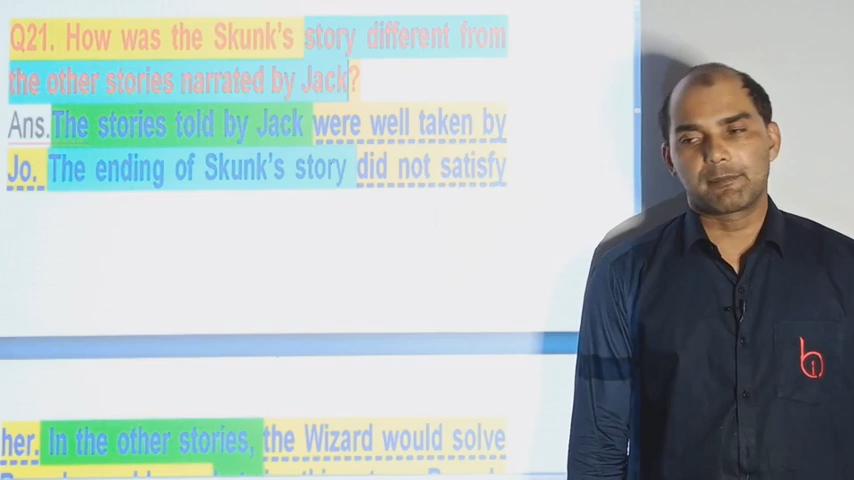 Q21. How was the Skunk's story different from
the other stories narrated by Jack?
Ans.The stories told by Jack were well taken by
Jo. The ending of Skunk's story did not satisfy
her. In the other stories, the Wizard would solve